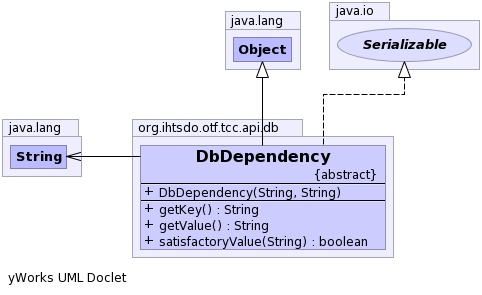 java.io
java.lang
Serializable
Object
java.lang
org.ihtsdo.otf.tcc.api.db
String
DbDependency
{abstract}
+ DbDependency(String, String)
+ getKey() : String
+ getValue() : String
+ satisfactoryValue(String) : boolean
yWorks UML Doclet